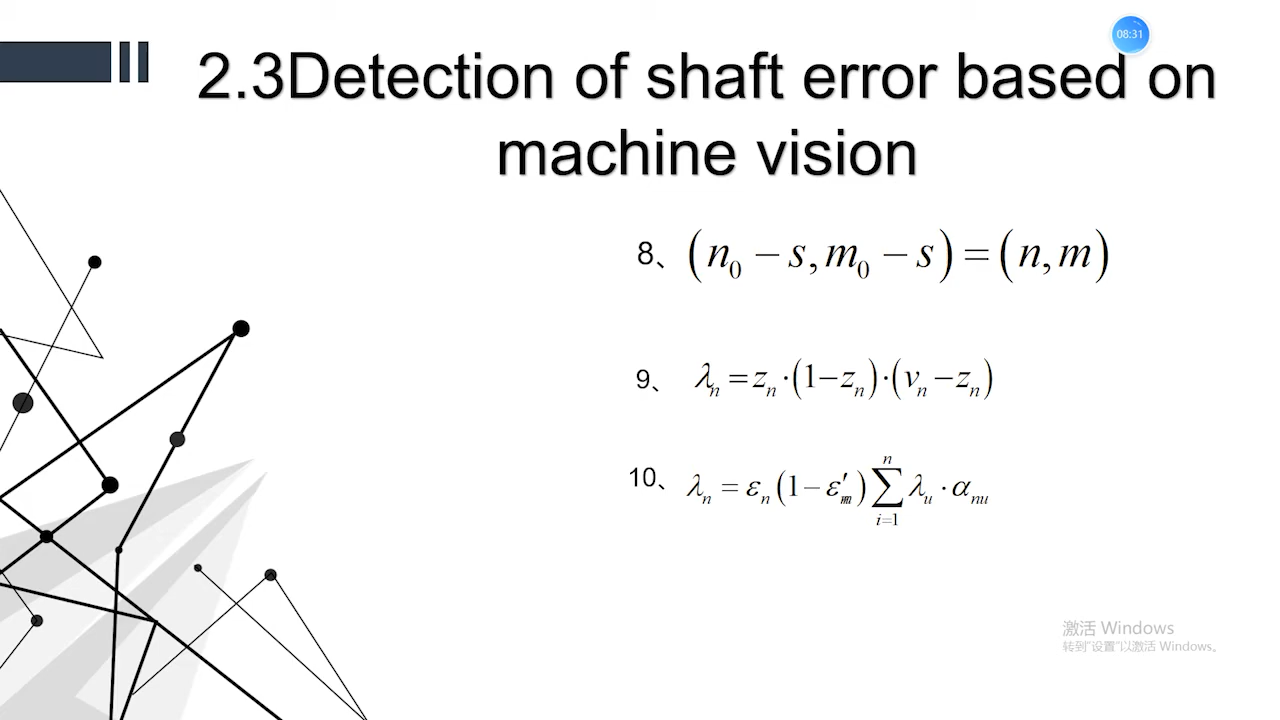 08:31
2.3Detection of shaft error based on
machine vision
8、(n₀ − s, m₀ − s) = (n, m)
9、λₙ = zₙ · (1 − zₙ) · (vₙ − zₙ)
10、λₙ = εₙ (1 − ε′ₘ) ∑ⁿᵢ₌₁ λᵤ · αₙᵤ
激活 Windows
转到"设置"以激活 Windows。